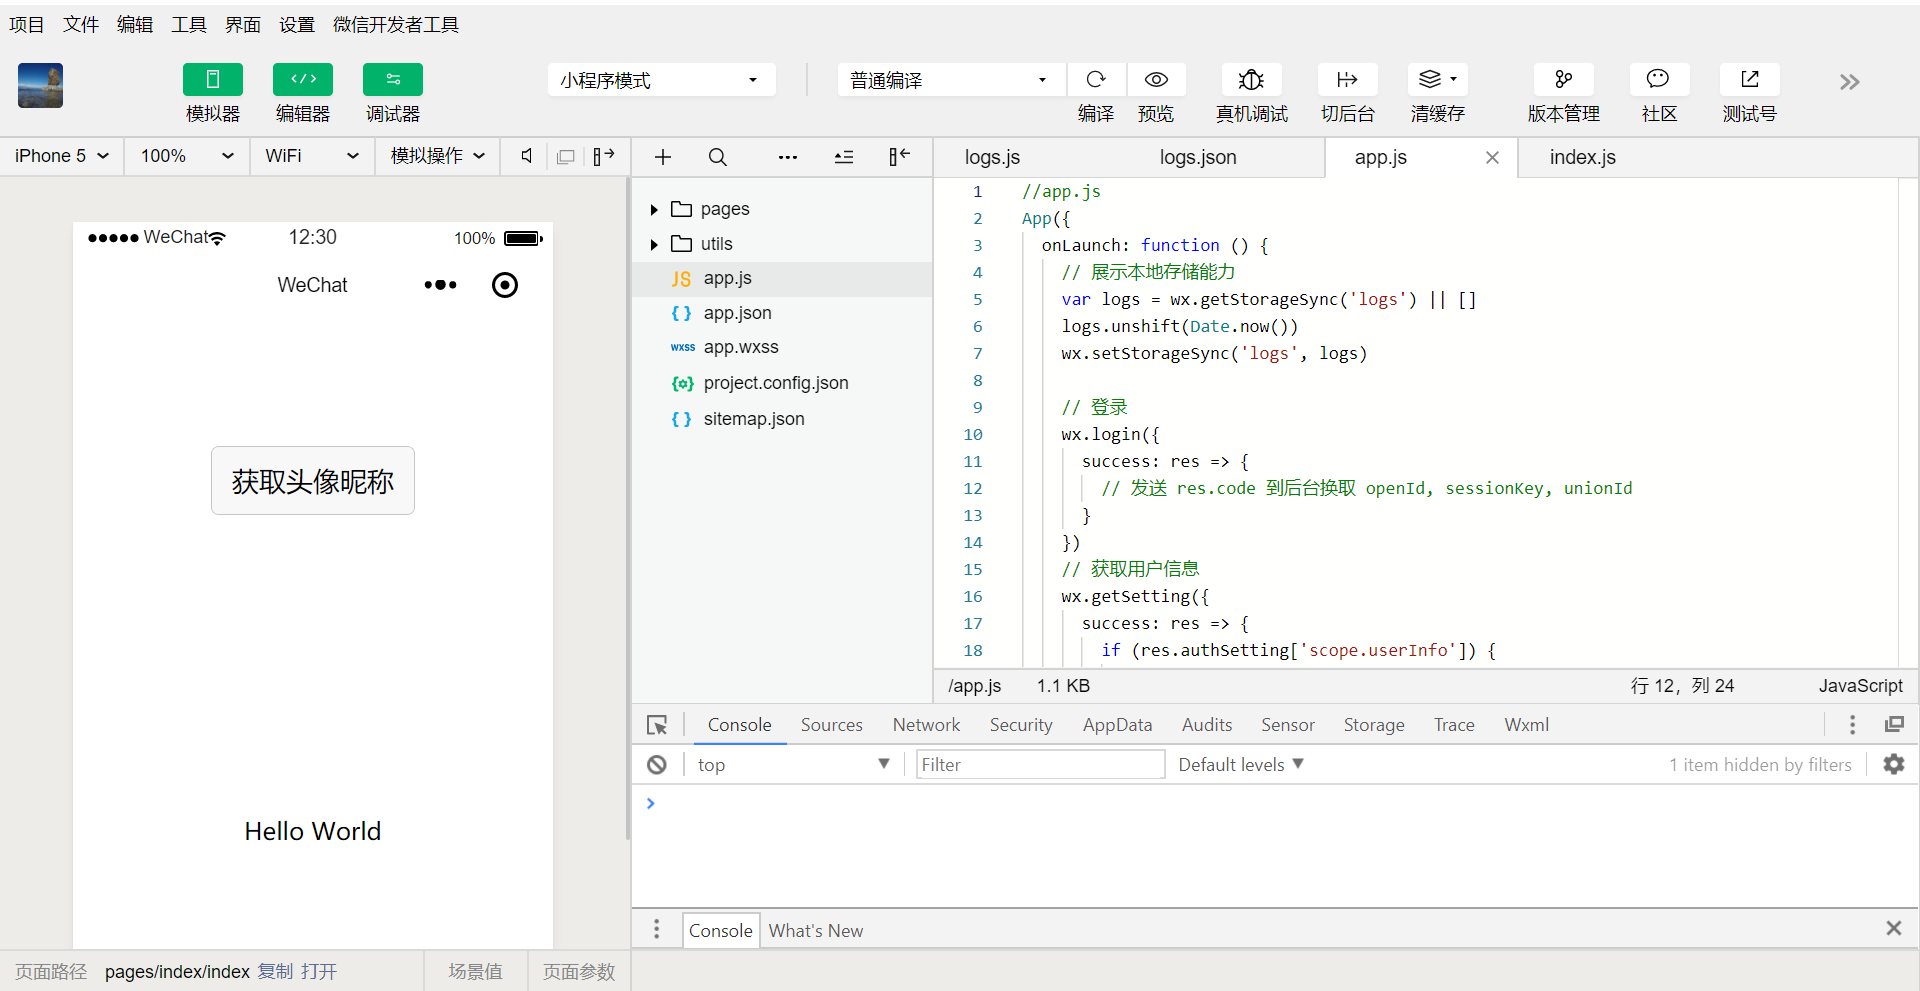 项目 文件 编辑 工具 界面 设置 微信开发者工具
模拟器 编辑器 调试器 小程序模式 普通编译 编译 预览 真机调试 切后台 清缓存 版本管理 社区 测试号
iPhone 5 100% WiFi 模拟操作
WeChat 12:30 100%
WeChat
获取头像昵称
Hello World
pages
utils
JS app.js
{ } app.json
wxss app.wxss
project.config.json
{ } sitemap.json
logs.js logs.json app.js index.js
1 //app.js
2 App({
3 onLaunch: function () {
4 // 展示本地存储能力
5 var logs = wx.getStorageSync('logs') || []
6 logs.unshift(Date.now())
7 wx.setStorageSync('logs', logs)
8
9 // 登录
10 wx.login({
11 success: res => {
12 // 发送 res.code 到后台换取 openId, sessionKey, unionId
13 }
14 })
15 // 获取用户信息
16 wx.getSetting({
17 success: res => {
18 if (res.authSetting['scope.userInfo']) {
/app.js 1.1 KB 行 12，列 24 JavaScript
Console Sources Network Security AppData Audits Sensor Storage Trace Wxml
top Filter Default levels 1 item hidden by filters
Console What's New
页面路径 pages/index/index 复制 打开 场景值 页面参数